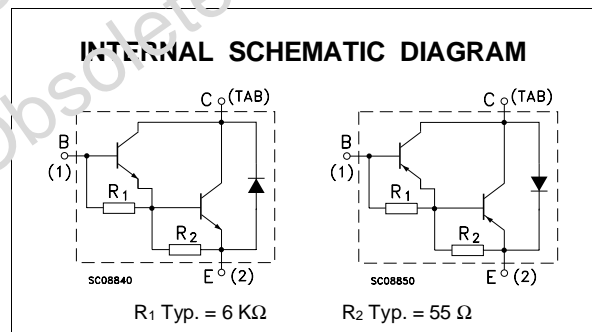 Obsolete
INTERNAL SCHEMATIC DIAGRAM
C (TAB)
B
(1)
R1
R2
E (2)
SC08840
C (TAB)
B
(1)
R1
R2
E (2)
SC08850
R1 Typ. = 6 KΩ R2 Typ. = 55 Ω